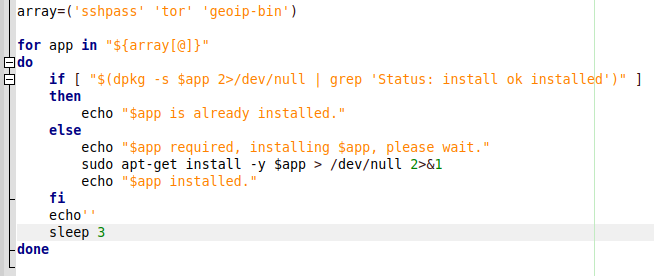 array=('sshpass' 'tor' 'geoip-bin')

for app in "${array[@]}"
do
    if [ "$(dpkg -s $app 2>/dev/null | grep 'Status: install ok installed')" ]
    then
        echo "$app is already installed."
    else
        echo "$app required, installing $app, please wait."
        sudo apt-get install -y $app > /dev/null 2>&1
        echo "$app installed."
    fi
    echo''
    sleep 3
done